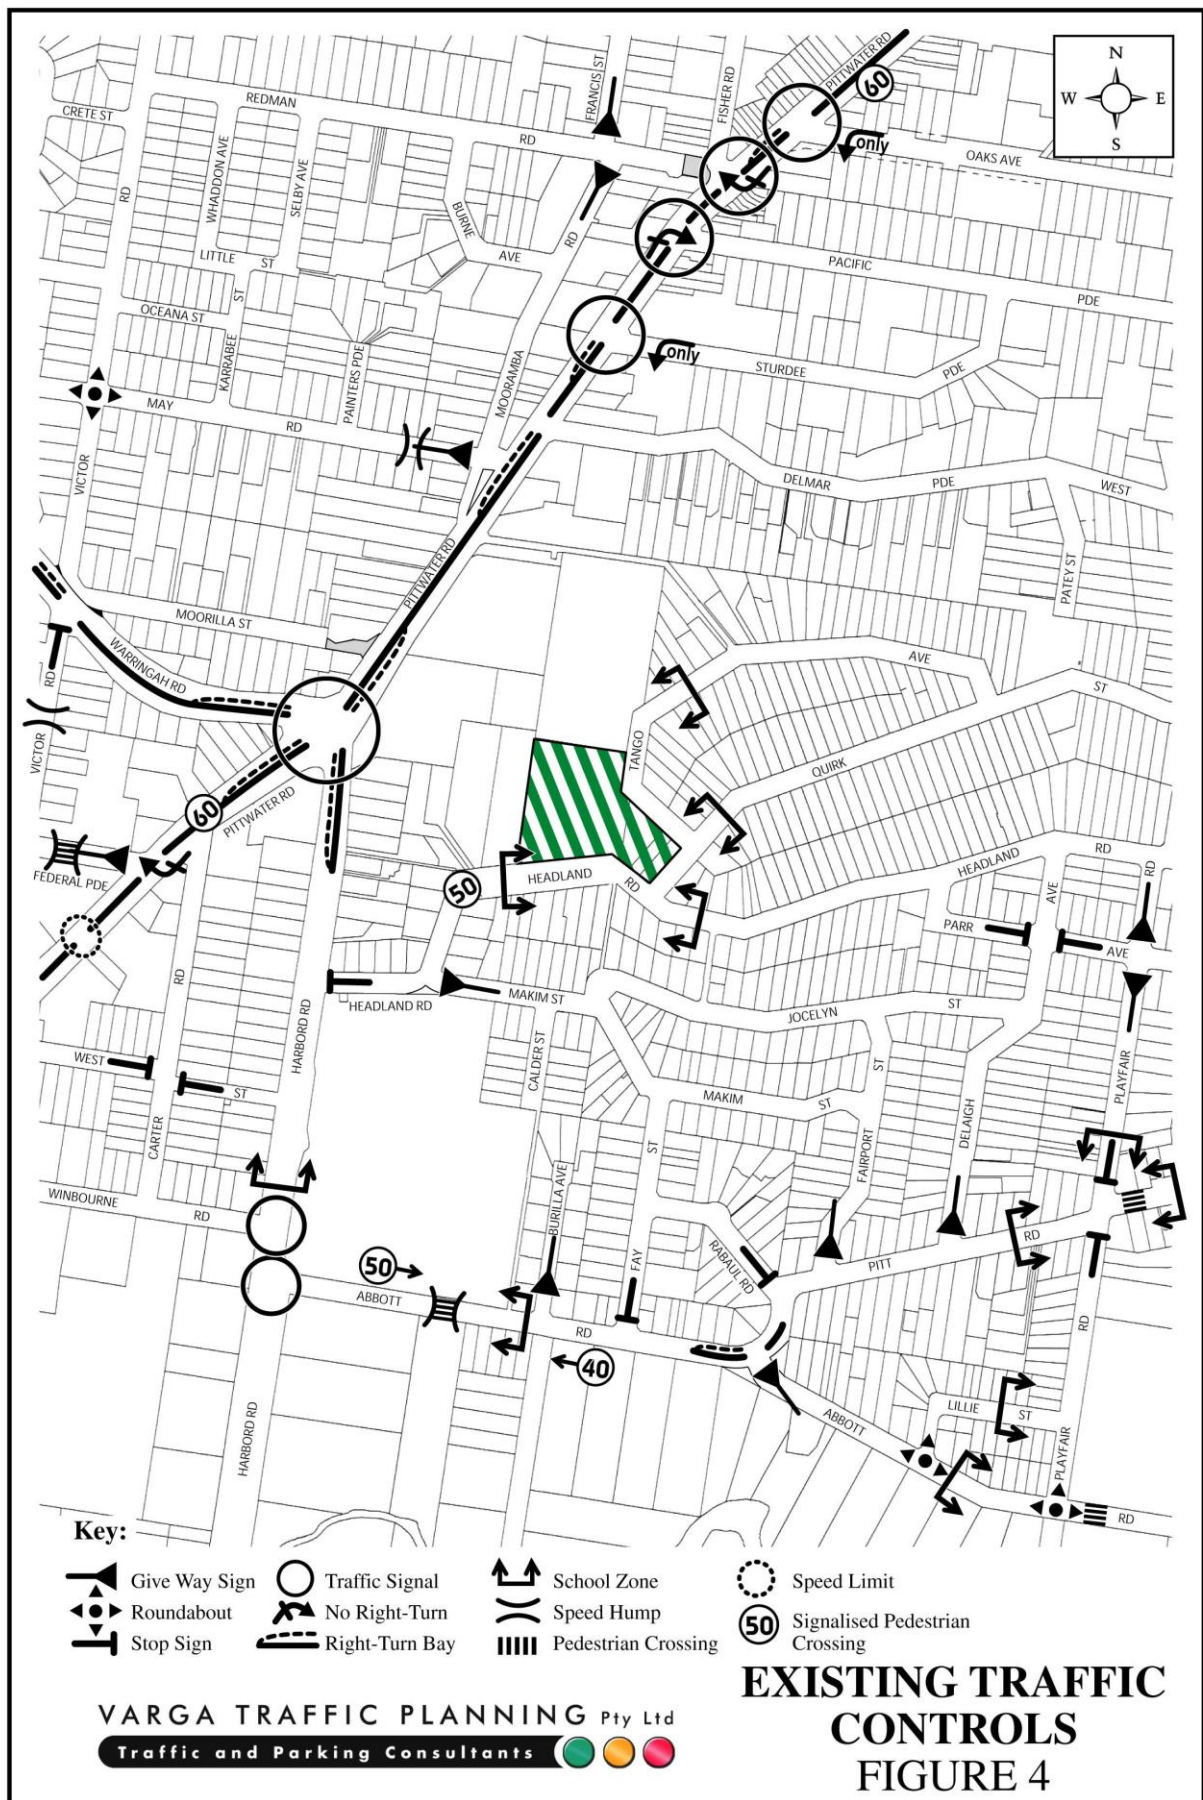 N
W E
S
PITTWATER RD
60
FRANCIS ST
FISHER RD
REDMAN
CRETE ST
RD
only
OAKS AVE
RD
WHADDON AVE
SELBY AVE
BURNE
AVE
RD
LITTLE ST
PACIFIC
PDE
OCEANA ST
KARRABEE ST
PAINTERS PDE
MOORAMBA
only
STURDEE
PDE
MAY
RD
VICTOR
DELMAR
PDE
WEST
PITTWATER RD
PATEY ST
MOORILLA ST
WARRINGAH RD
AVE
ST
RD
VICTOR
TANGO
QUIRK
60
PITTWATER RD
FEDERAL PDE
50
HEADLAND
RD
HEADLAND
RD
AVE
RD
PARR
AVE
RD
HEADLAND RD
HARBORD RD
MAKIM ST
JOCELYN
ST
WEST
ST
CALDER ST
MAKIM
ST
ST
PLAYFAIR
CARTER
ST
FAIRPORT
DELAIGH
WINBOURNE
RD
BURILLA AVE
RABAUL RD
RD
PITT
50
ABBOTT
FAY
RD
40
RD
HARBORD RD
ABBOTT
LILLIE
ST
PLAYFAIR
RD
Key:
Give Way Sign
Traffic Signal
School Zone
Speed Limit
Roundabout
No Right-Turn
Speed Hump
50
Signalised Pedestrian
Crossing
Stop Sign
Right-Turn Bay
Pedestrian Crossing
EXISTING TRAFFIC
CONTROLS
FIGURE 4
VARGA TRAFFIC PLANNING Pty Ltd
Traffic and Parking Consultants